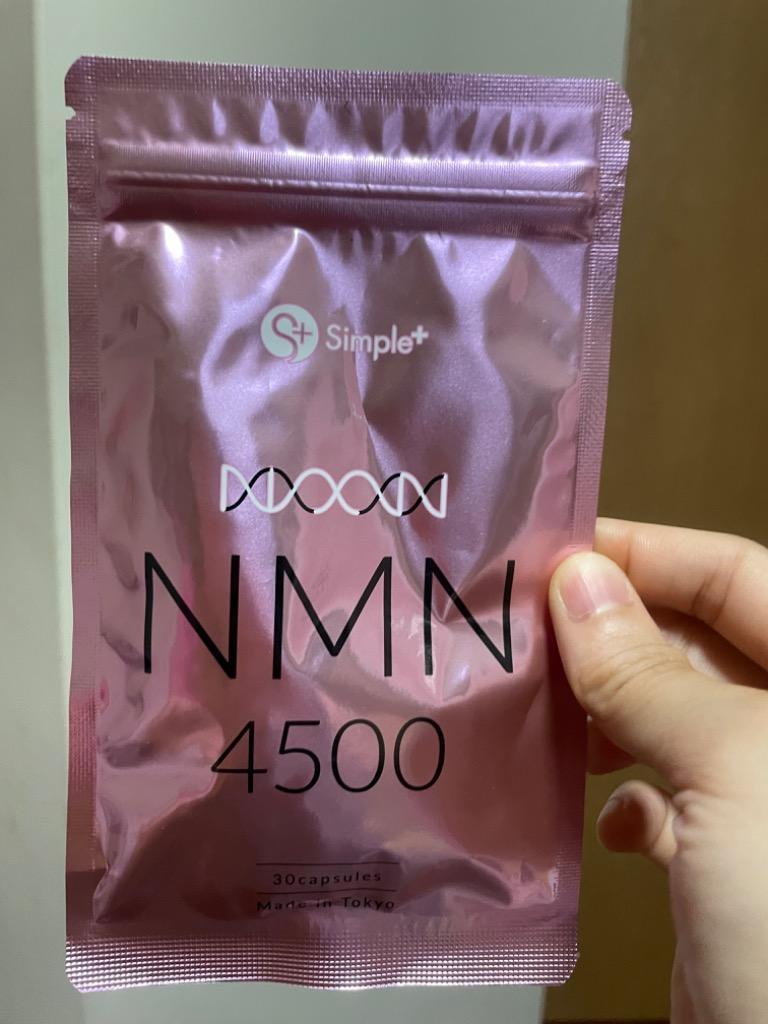 S+ Simple+
NMN
4500
30capsules
Made in Tokyo